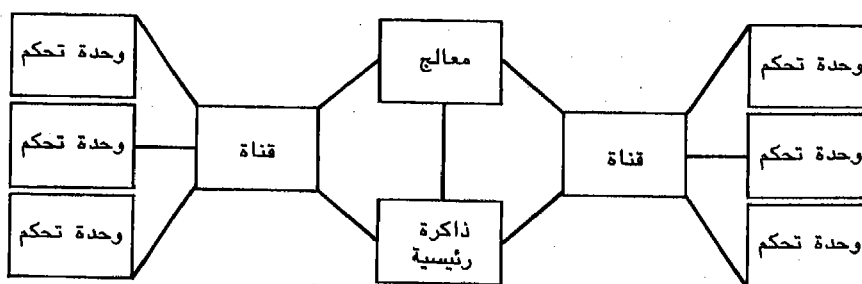 معالج
وحدة تحكم
وحدة تحكم
وحدة تحكم
قناة
قناة
وحدة تحكم
وحدة تحكم
وحدة تحكم
ذاكرة
رئيسية